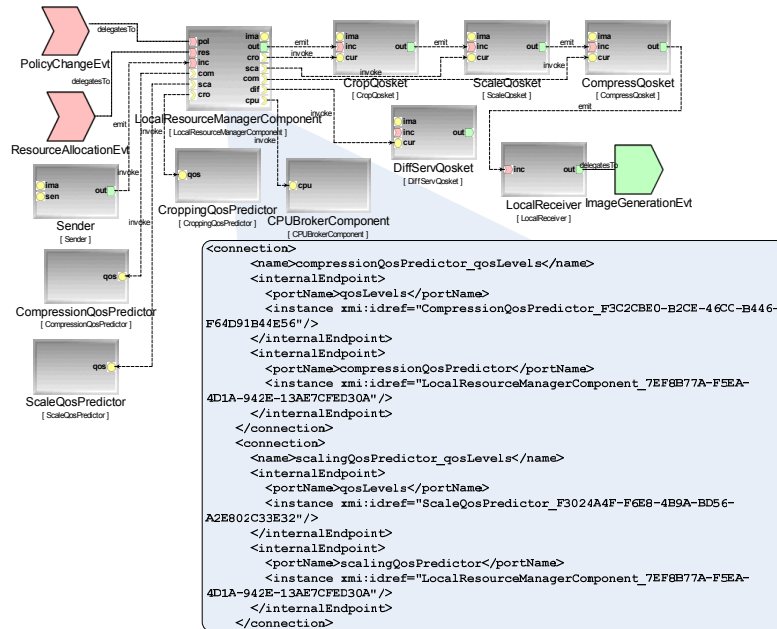 delegatesTo
PolicyChangeEvt
delegatesTo
ResourceAllocationEvt
emit
pol
res
inc
com
sca
cro
ima
out
cro
sca
com
dif
cpu
LocalResourceManagerComponent
[ LocalResourceManagerComponent ]
emit
invoke
invoke
ima
inc
cur
out
CropQosket
[ CropQosket ]
emit
ima
inc
cur
out
ScaleQosket
[ ScaleQosket ]
emit
invoke
ima
inc
cur
out
CompressQosket
[ CompressQosket ]
emit
invoke
ima
inc
cur
out
DiffServQosket
[ DiffServQosket ]
inc
out
LocalReceiver
[ LocalReceiver ]
delegatesTo
ImageGenerationEvt
ima
sen
out
Sender
[ Sender ]
invoke
invoke
invoke
qos
CroppingQosPredictor
[ CroppingQosPredictor ]
invoke
cpu
CPUBrokerComponent
[ CPUBrokerComponent ]
qos
CompressionQosPredictor
[ CompressionQosPredictor ]
qos
ScaleQosPredictor
[ ScaleQosPredictor ]
<connection>
<name>compressionQosPredictor_qosLevels</name>
<internalEndpoint>
<portName>qosLevels</portName>
<instance xmi:idref="CompressionQosPredictor_F3C2CBE0-B2CE-46CC-B446-
F64D91B44E56"/>
</internalEndpoint>
<internalEndpoint>
<portName>compressionQosPredictor</portName>
<instance xmi:idref="LocalResourceManagerComponent_7EF8B77A-F5EA-
4D1A-942E-13AE7CFED30A"/>
</internalEndpoint>
</connection>
<connection>
<name>scalingQosPredictor_qosLevels</name>
<internalEndpoint>
<portName>qosLevels</portName>
<instance xmi:idref="ScaleQosPredictor_F3024A4F-F6E8-4B9A-BD56-
A2E802C33E32"/>
</internalEndpoint>
<internalEndpoint>
<portName>scalingQosPredictor</portName>
<instance xmi:idref="LocalResourceManagerComponent_7EF8B77A-F5EA-
4D1A-942E-13AE7CFED30A"/>
</internalEndpoint>
</connection>